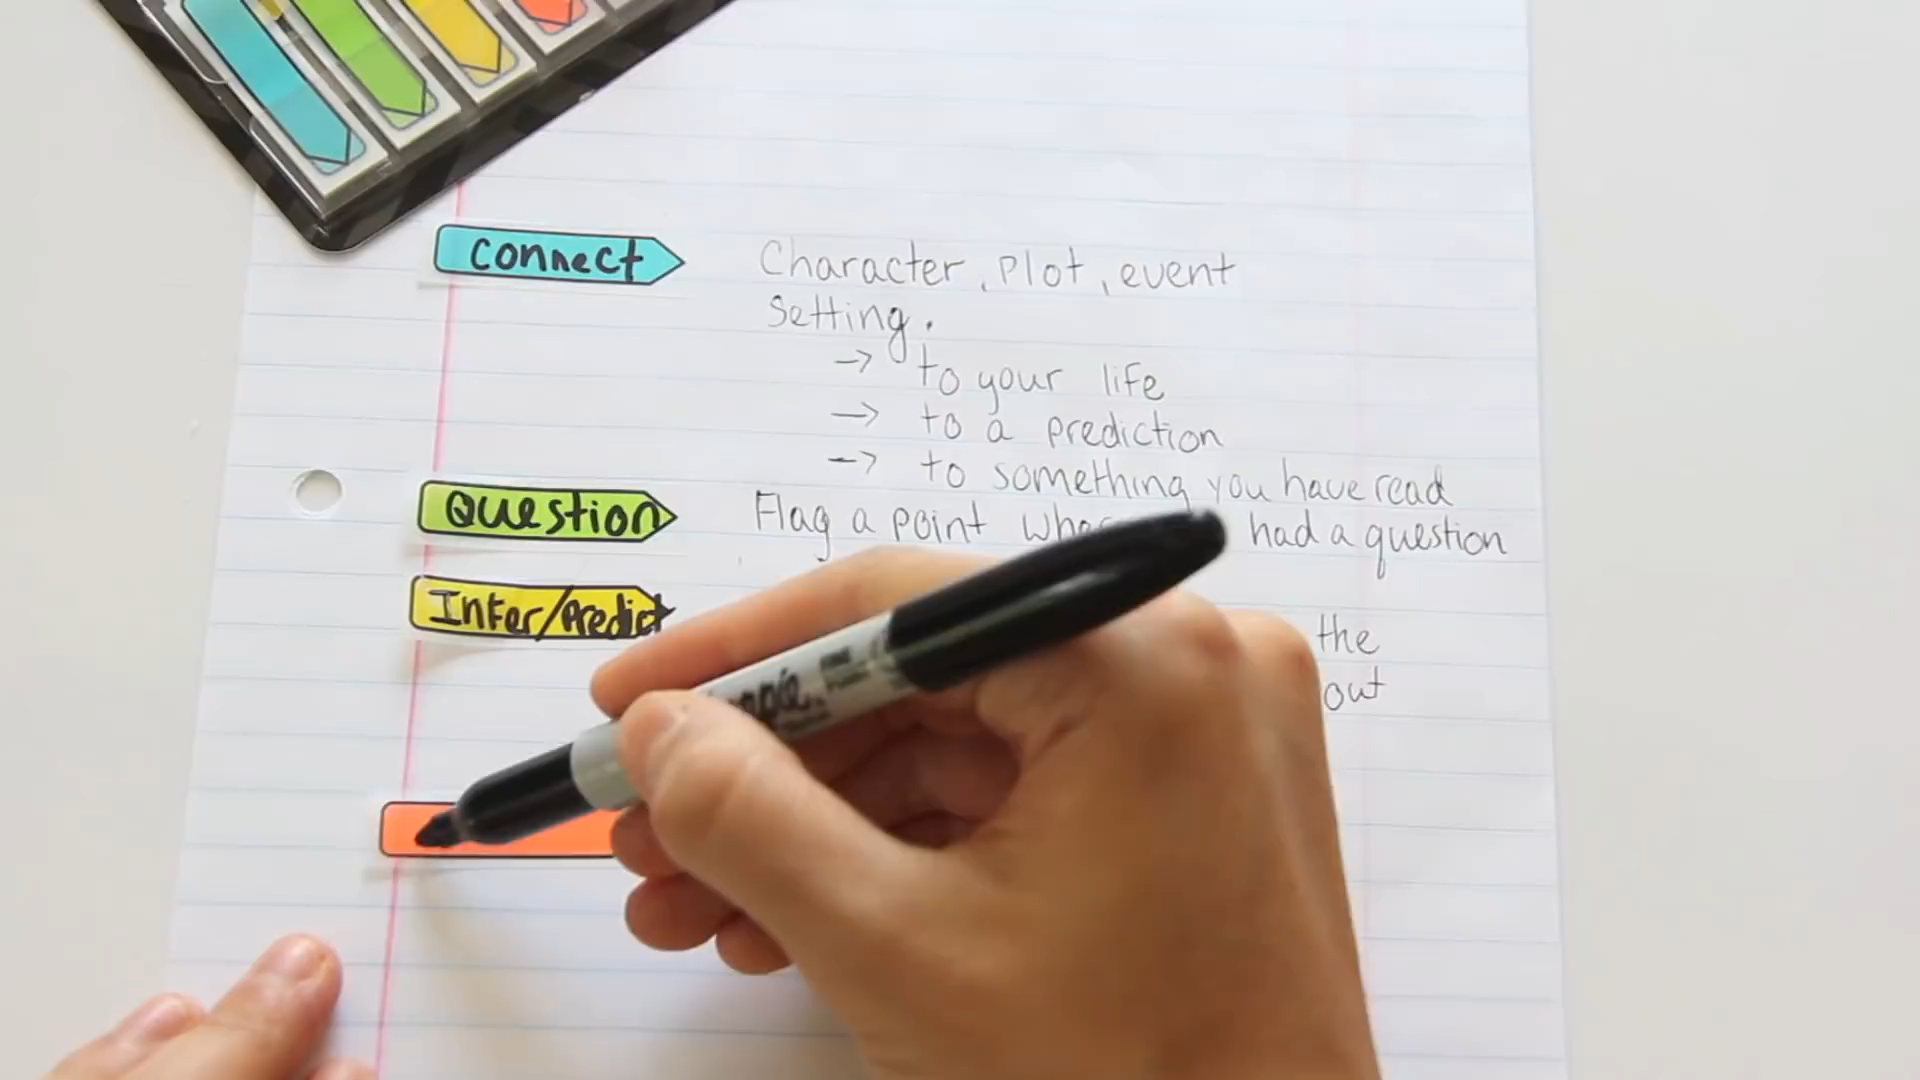 connect
Character, Plot, event
Setting.
→ to your life
→ to a prediction
→ to something you have read
Question
Flag a point had a question
Infer/Predict
the
out
FINE